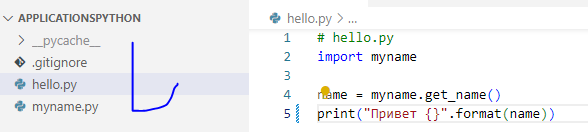 APPLICATIONSPYTHON
__pycache__
.gitignore
hello.py
myname.py
hello.py > ...
1 # hello.py
2 import myname
3
4 name = myname.get_name()
5 print("Привет {}".format(name))